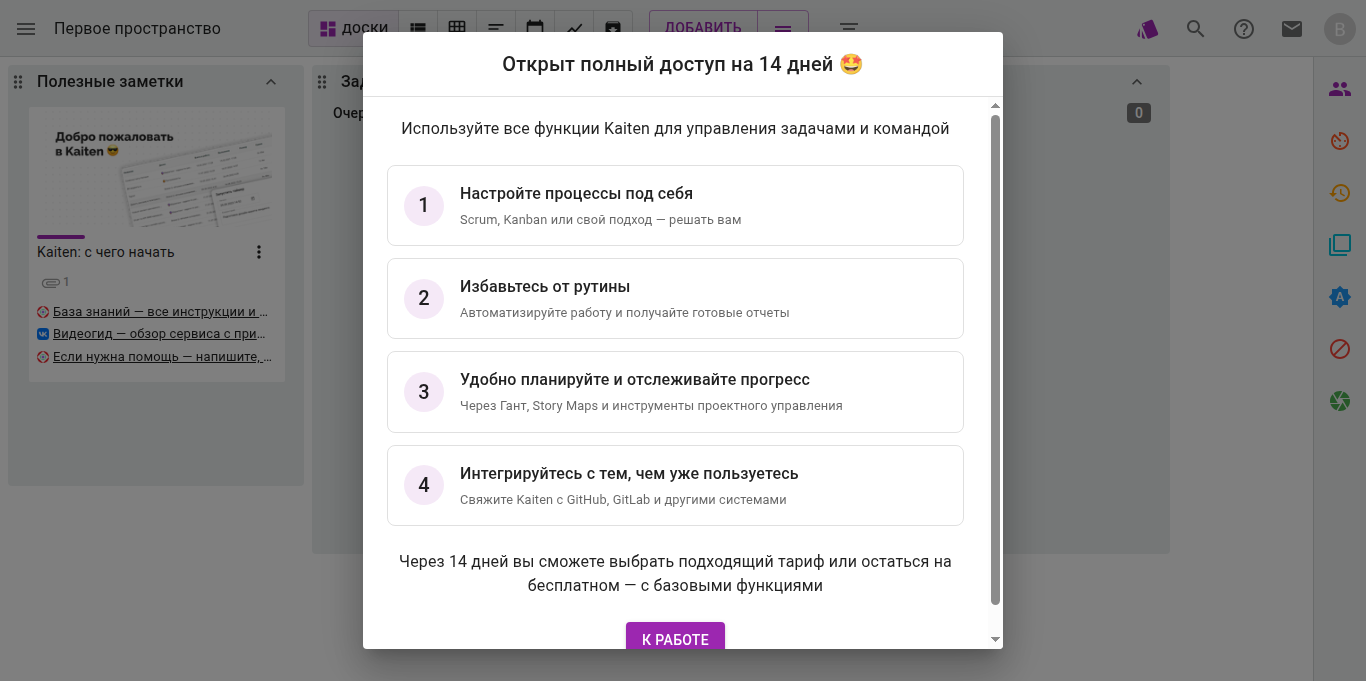 Первое пространство
ДОСКИ
ДОБАВИТЬ
B
Полезные заметки
Добро пожаловать
в Kaiten 😎
Kaiten: с чего начать
1
База знаний — все инструкции и ...
Видеогид — обзор сервиса с при...
Если нужна помощь — напишите, ...
0
A
Открыт полный доступ на 14 дней 🤩
Используйте все функции Kaiten для управления задачами и командой
1
Настройте процессы под себя
Scrum, Kanban или свой подход — решать вам
2
Избавьтесь от рутины
Автоматизируйте работу и получайте готовые отчеты
3
Удобно планируйте и отслеживайте прогресс
Через Гант, Story Maps и инструменты проектного управления
4
Интегрируйтесь с тем, чем уже пользуетесь
Свяжите Kaiten с GitHub, GitLab и другими системами
Через 14 дней вы сможете выбрать подходящий тариф или остаться на
бесплатном — с базовыми функциями
К РАБОТЕ